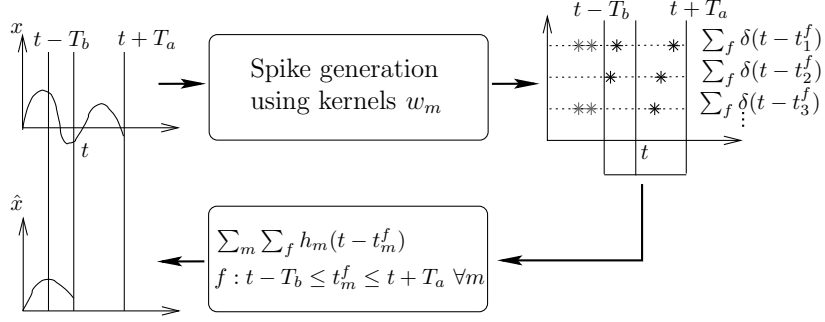 x
t − T_b
t + T_a
t
Spike generation
using kernels w_m
t − T_b
t + T_a
∑_f δ(t − t_1^f)
∑_f δ(t − t_2^f)
∑_f δ(t − t_3^f)
⋮
t
x̂
∑_m ∑_f h_m(t − t_m^f)
f : t − T_b ≤ t_m^f ≤ t + T_a ∀m